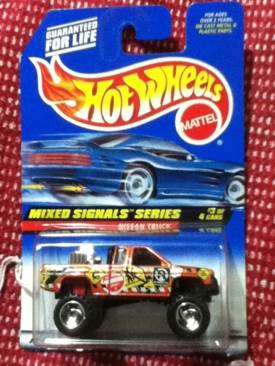 GUARANTEED
FOR LIFE
FOR AGES
OVER 3 YEARS.
DIE CAST METAL &
PLASTIC PARTS.
Hot Wheels
MATTEL
MIXED SIGNALS SERIES
#3 OF
4 CARS
NISSAN TRUCK